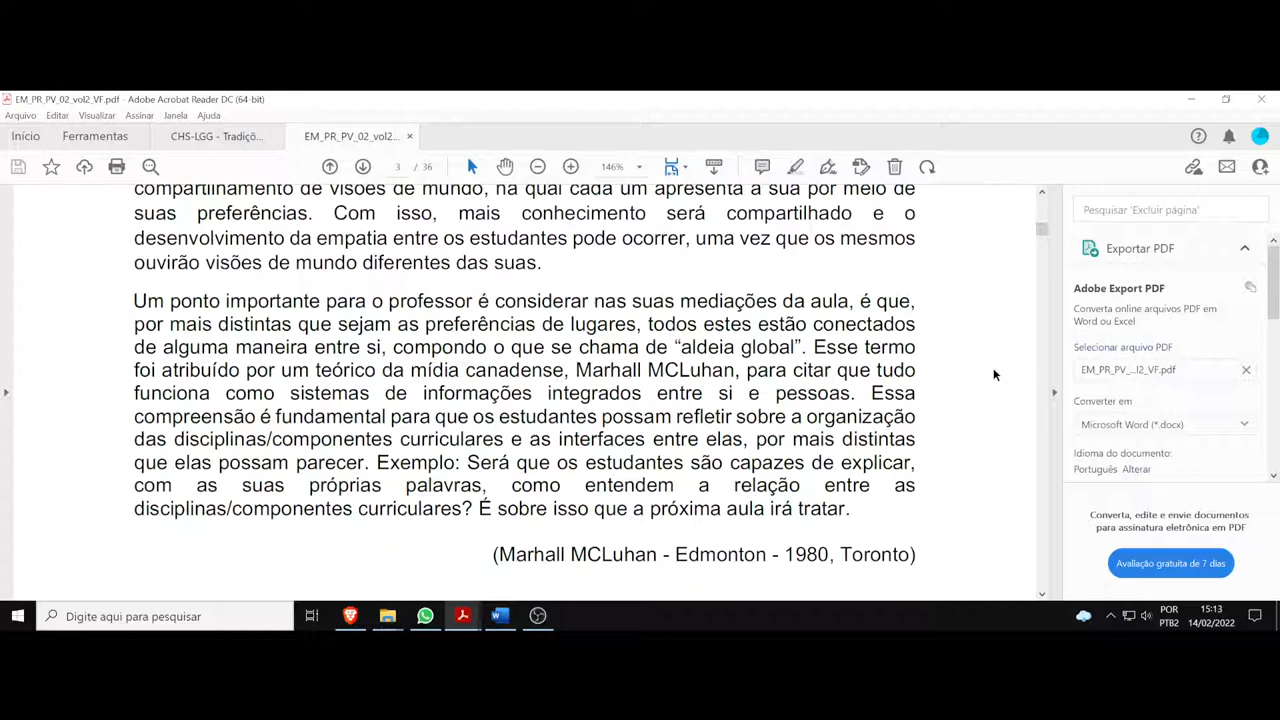 EM_PR_PV_02_vol2_VF.pdf - Adobe Acrobat Reader DC (64-bit)
Arquivo Editar Visualizar Assinar Janela Ajuda
Início Ferramentas CHS-LGG - Tradiçõ... EM_PR_PV_02_vol2... ×
3 / 36 146%
compartilhamento de visões de mundo, na qual cada um apresenta a sua por meio de
suas preferências. Com isso, mais conhecimento será compartilhado e o
desenvolvimento da empatia entre os estudantes pode ocorrer, uma vez que os mesmos
ouvirão visões de mundo diferentes das suas.
Um ponto importante para o professor é considerar nas suas mediações da aula, é que,
por mais distintas que sejam as preferências de lugares, todos estes estão conectados
de alguma maneira entre si, compondo o que se chama de “aldeia global”. Esse termo
foi atribuído por um teórico da mídia canadense, Marhall MCLuhan, para citar que tudo
funciona como sistemas de informações integrados entre si e pessoas. Essa
compreensão é fundamental para que os estudantes possam refletir sobre a organização
das disciplinas/componentes curriculares e as interfaces entre elas, por mais distintas
que elas possam parecer. Exemplo: Será que os estudantes são capazes de explicar,
com as suas próprias palavras, como entendem a relação entre as
disciplinas/componentes curriculares? É sobre isso que a próxima aula irá tratar.
(Marhall MCLuhan - Edmonton - 1980, Toronto)
Pesquisar 'Excluir página'
Exportar PDF
Adobe Export PDF
Converta online arquivos PDF em
Word ou Excel
Selecionar arquivo PDF
EM_PR_PV_...l2_VF.pdf
Converter em
Microsoft Word (*.docx)
Idioma do documento:
Português Alterar
Converta, edite e envie documentos
para assinatura eletrônica em PDF
Avaliação gratuita de 7 dias
Digite aqui para pesquisar
POR
PTB2
15:13
14/02/2022